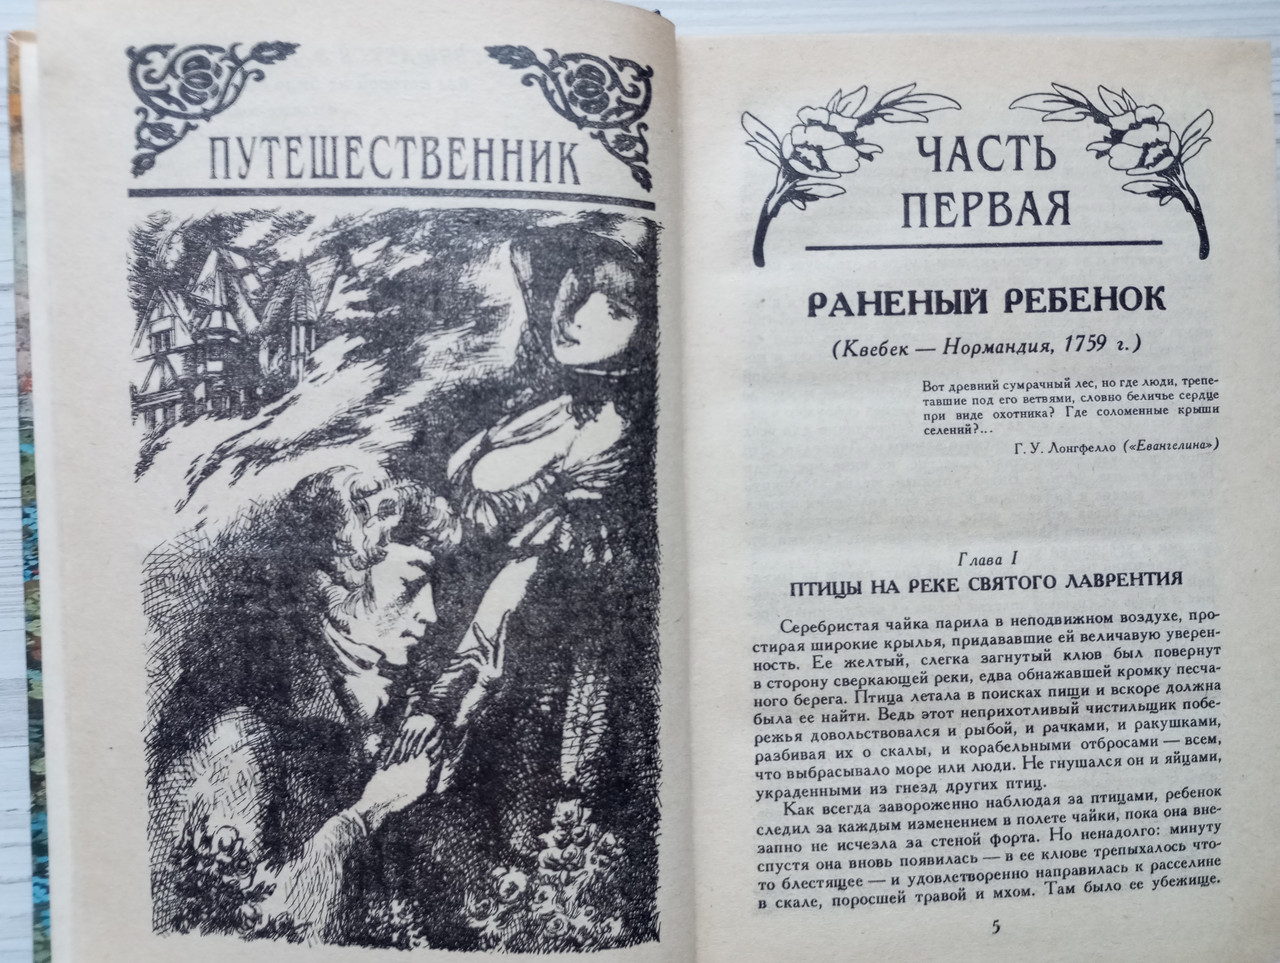 ПУТЕШЕСТВЕННИК
ЧАСТЬ
ПЕРВАЯ
РАНЕНЫЙ РЕБЕНОК
(Квебек — Нормандия, 1759 г.)
Вот древний сумрачный лес, но где люди, трепе-
тавшие под его ветвями, словно беличье сердце
при виде охотника? Где соломенные крыши
селений?...
Г. У. Лонгфелло («Евангелина»)
Глава I
ПТИЦЫ НА РЕКЕ СВЯТОГО ЛАВРЕНТИЯ
Серебристая чайка парила в неподвижном воздухе, про-
стирая широкие крылья, придававшие ей величавую уверен-
ность. Ее желтый, слегка загнутый клюв был повернут
в сторону сверкающей реки, едва обнажавшей кромку песча-
ного берега. Птица летала в поисках пищи и вскоре должна
была ее найти. Ведь этот неприхотливый чистильщик побе-
режья довольствовался и рыбой, и рачками, и ракушками,
разбивая их о скалы, и корабельными отбросами — всем,
что выбрасывало море или люди. Не гнушался он и яйцами,
украденными из гнезд других птиц.
Как всегда завороженно наблюдая за птицами, ребенок
следил за каждым изменением в полете чайки, пока она вне-
запно не исчезла за стеной форта. Но ненадолго: минуту
спустя она вновь появилась — в ее клюве трепыхалось что-
то блестящее — и удовлетворенно направилась к расселине
в скале, поросшей травой и мхом. Там было ее убежище.
5